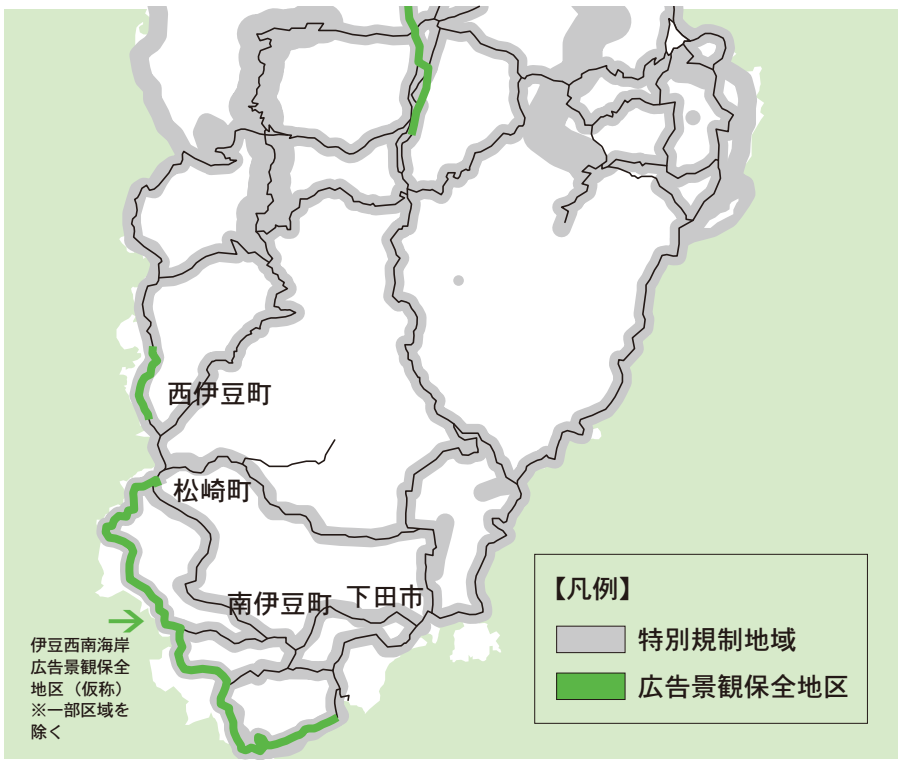 西伊豆町
松崎町
南伊豆町
下田市
伊豆西南海岸
広告景観保全
地区（仮称）
※一部区域を
除く
【凡例】
特別規制地域
広告景観保全地区